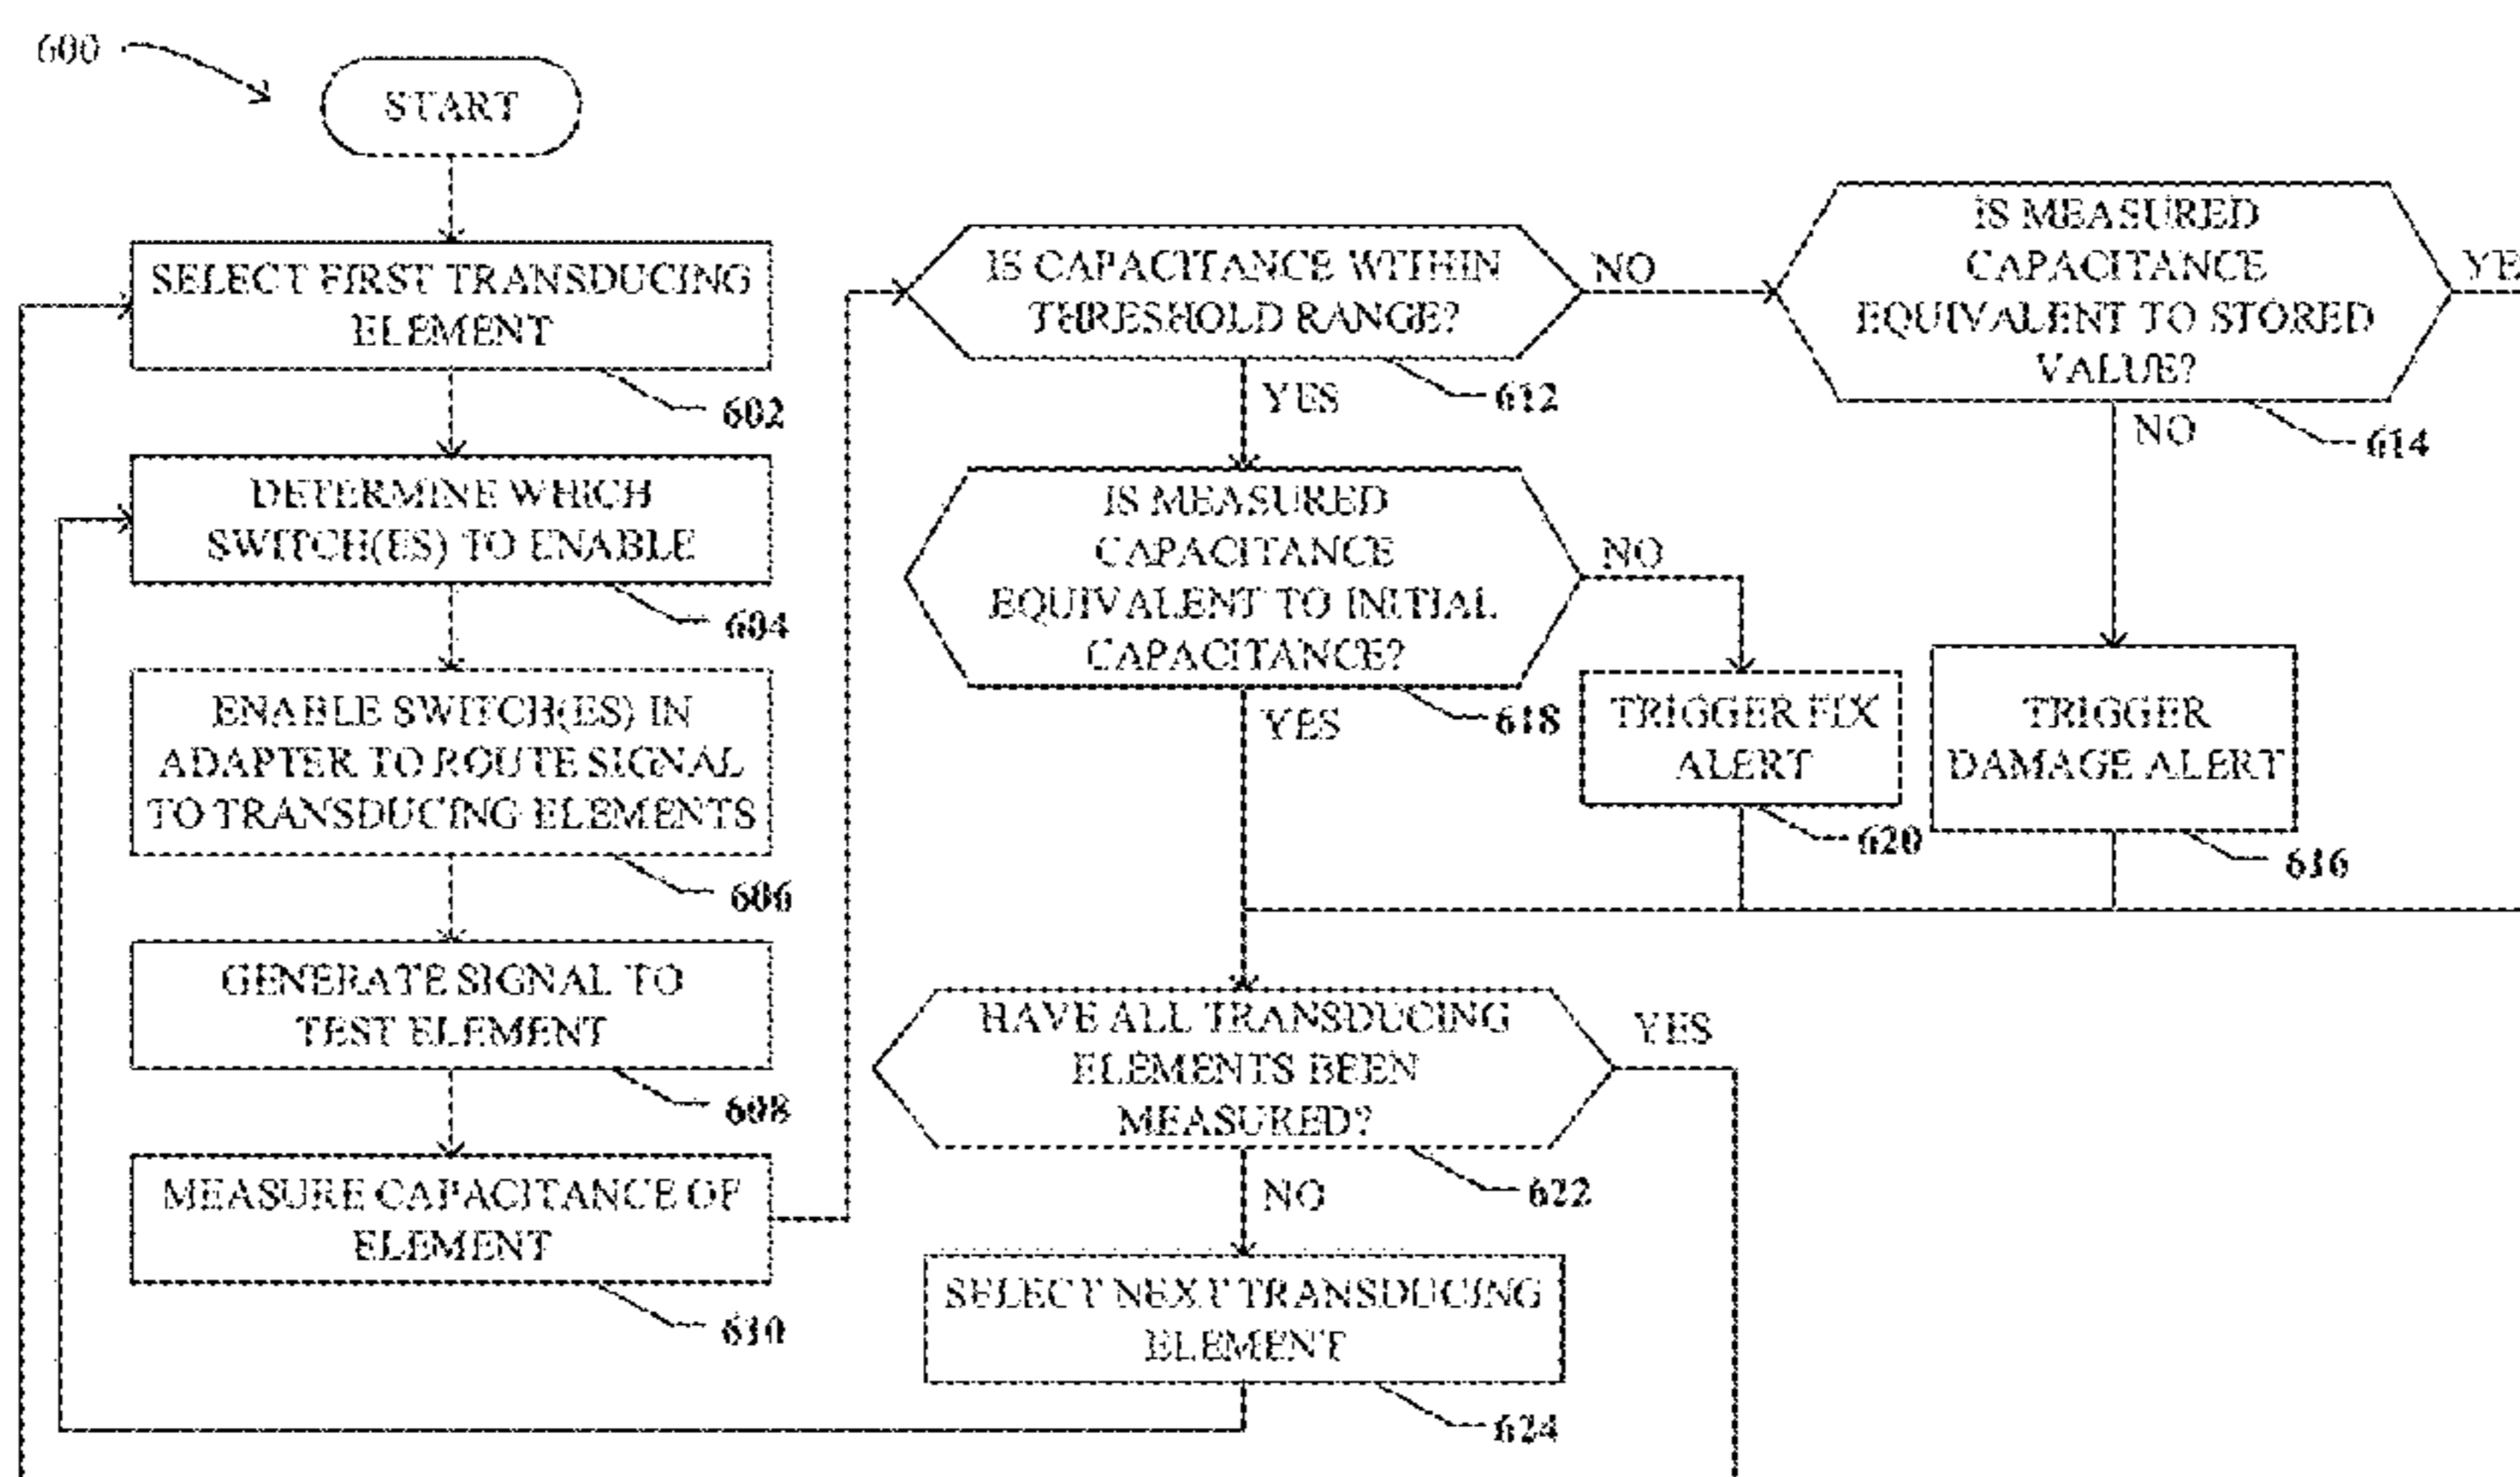 600
START
SELECT FIRST TRANSDUCING
ELEMENT
602
DETERMINE WHICH
SWITCH(ES) TO ENABLE
604
ENABLE SWITCH(ES) IN
ADAPTER TO ROUTE SIGNAL
TO TRANSDUCING ELEMENTS
606
GENERATE SIGNAL TO
TEST ELEMENT
608
MEASURE CAPACITANCE OF
ELEMENT
610
IS CAPACITANCE WITHIN
THRESHOLD RANGE?
612
NO
YES
IS MEASURED
CAPACITANCE
EQUIVALENT TO STORED
VALUE?
614
YE
NO
IS MEASURED
CAPACITANCE
EQUIVALENT TO INITIAL
CAPACITANCE?
618
NO
YES
TRIGGER FIX
ALERT
620
TRIGGER
DAMAGE ALERT
616
HAVE ALL TRANSDUCING
ELEMENTS BEEN
MEASURED?
622
YES
NO
SELECT NEXT TRANSDUCING
ELEMENT
624